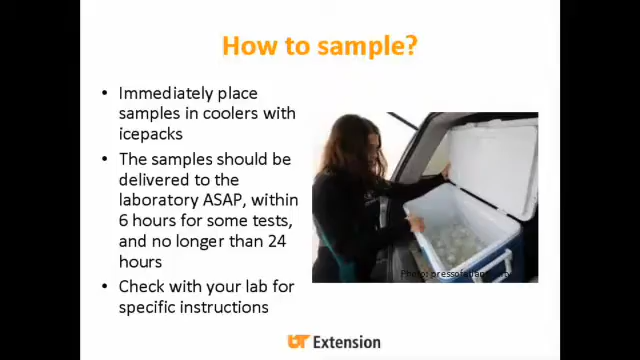 How to sample?
• Immediately place
samples in coolers with
icepacks
• The samples should be
delivered to the
laboratory ASAP, within
6 hours for some tests,
and no longer than 24
hours
• Check with your lab for
specific instructions
Photo:
UT Extension